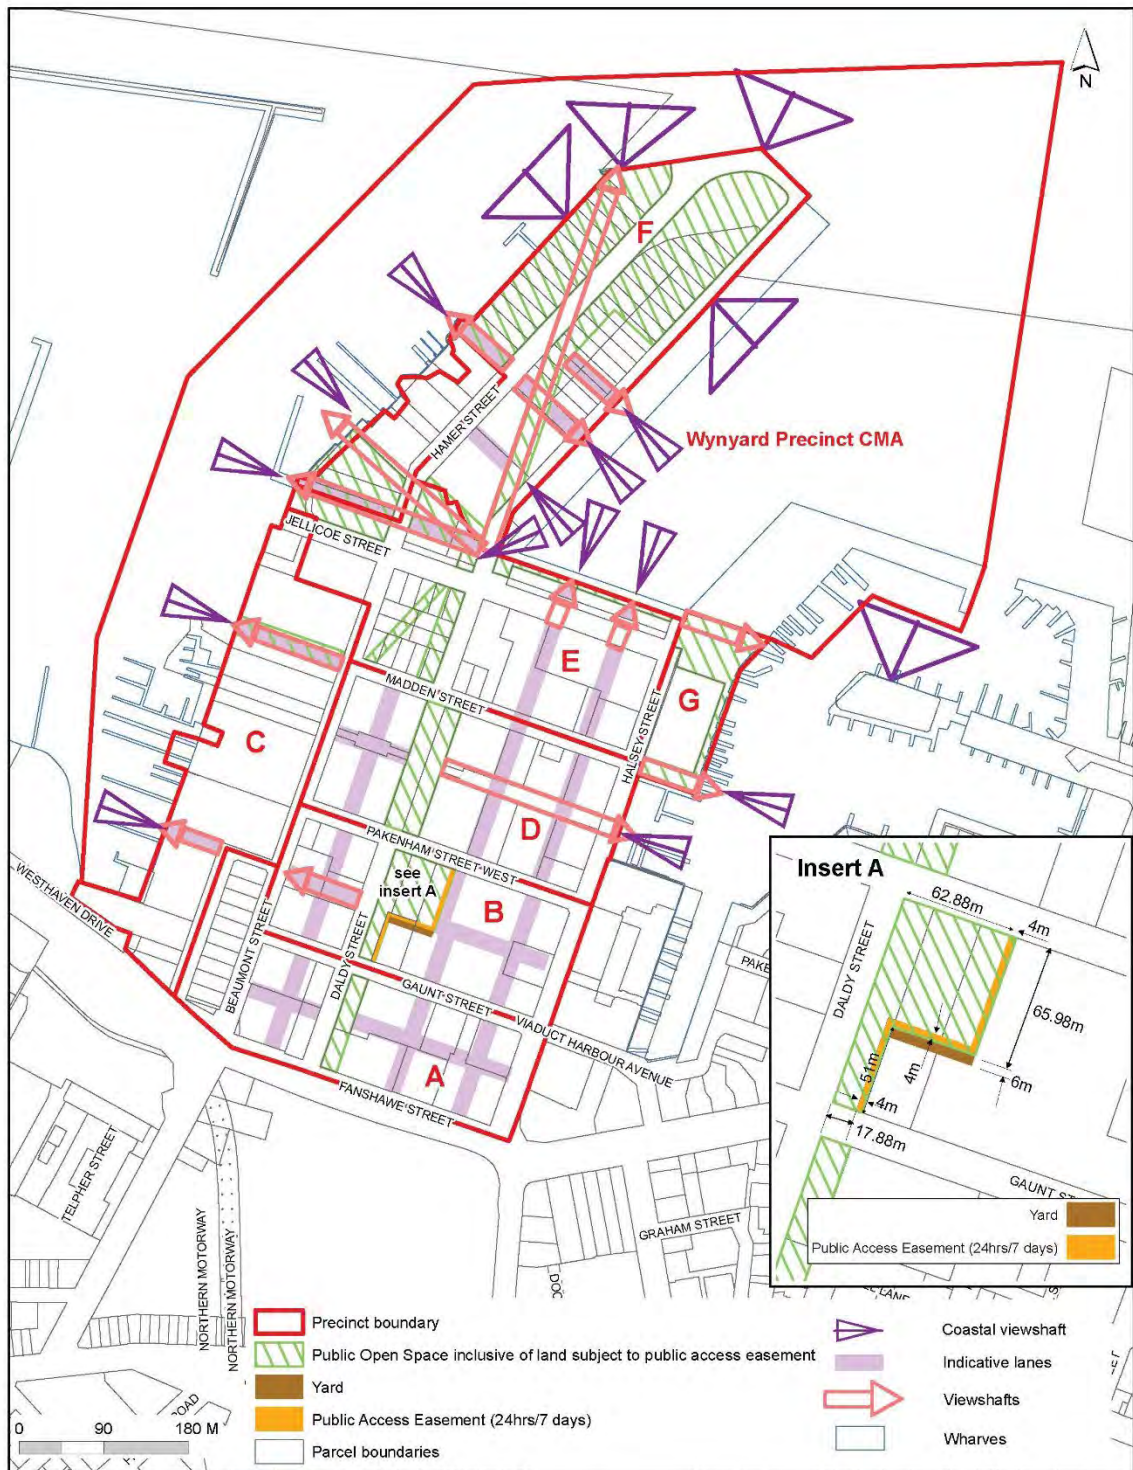 N
F
HAMER STREET
Wynyard Precinct CMA
JELLICOE STREET
E
MADDEN STREET
G
HALSEY STREET
C
D
PAKENHAM STREET WEST
see
insert A
B
WESTHAVEN DRIVE
BEAUMONT STREET
DALDY STREET
GAUNT STREET
VIADUCT HARBOUR AVENUE
PAKE
A
FANSHAWE STREET
TELPHER STREET
NORTHERN MOTORWAY
NORTHERN MOTORWAY
GRAHAM STREET
DOC
ROAD
Insert A
62.88m
4m
DALDY STREET
65.98m
51m
4m
6m
4m
17.88m
GAUNT ST
Yard
Public Access Easement (24hrs/7 days)
LANE
Precinct boundary
Public Open Space inclusive of land subject to public access easement
Yard
Public Access Easement (24hrs/7 days)
Parcel boundaries
Coastal viewshaft
Indicative lanes
Viewshafts
Wharves
0 90 180 M